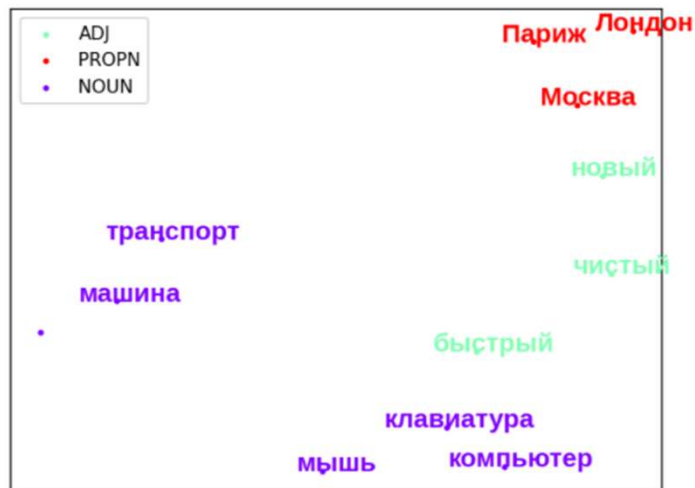 ADJ
PROPN
NOUN
Париж
Лондон
Москва
новый
транспорт
чистый
машина
быстрый
клавиатура
мышь
компьютер